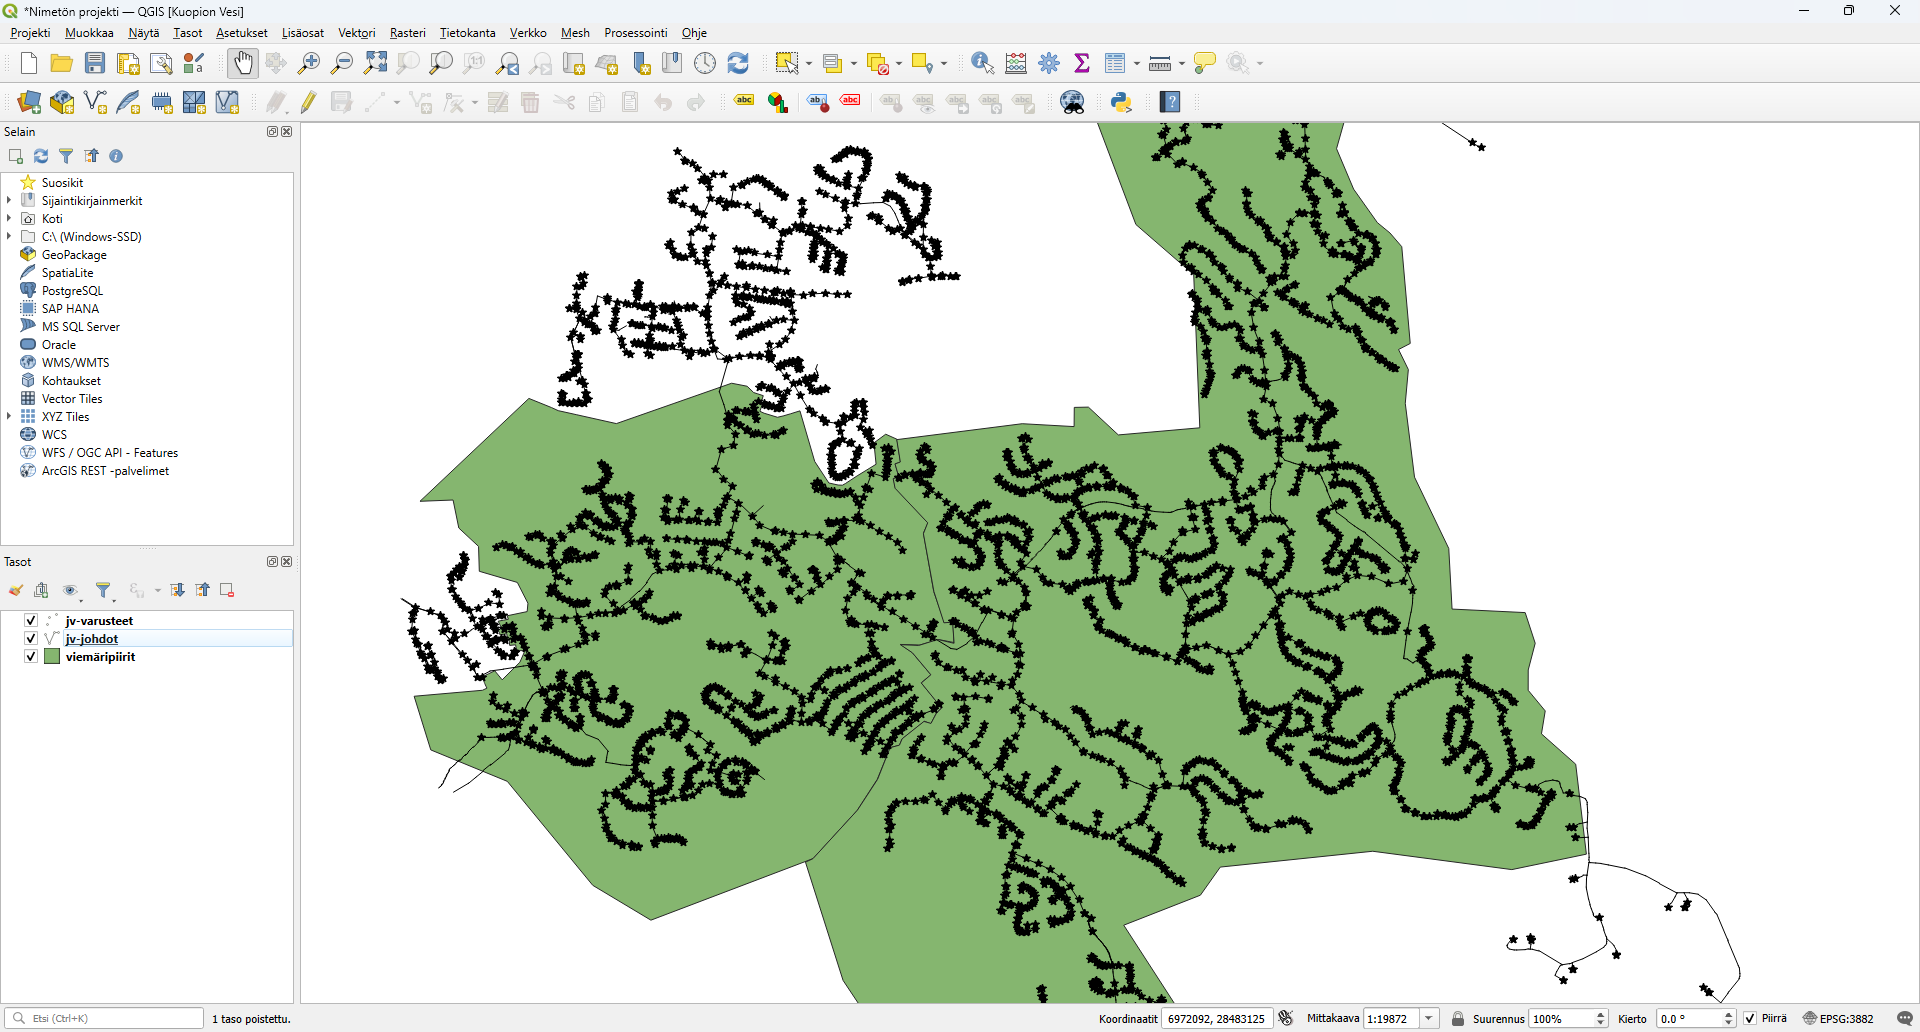 *Nimetön projekti — QGIS [Kuopion Vesi]
Projekti Muokkaa Näytä Tasot Asetukset Lisäosat Vektori Rasteri Tietokanta Verkko Mesh Prosessointi Ohje
Selain
Suosikit
Sijaintikirjainmerkit
Koti
C:\ (Windows-SSD)
GeoPackage
SpatiaLite
PostgreSQL
SAP HANA
MS SQL Server
Oracle
WMS/WMTS
Kohtaukset
Vector Tiles
XYZ Tiles
WCS
WFS / OGC API - Features
ArcGIS REST -palvelimet
Tasot
jv-varusteet
jv-johdot
viemäripiirit
Etsi (Ctrl+K) 1 taso poistettu. Koordinaatit 6972092, 28483125 Mittakaava 1:19872 Suurennus 100% Kierto 0.0 ° Piirrä EPSG:3882